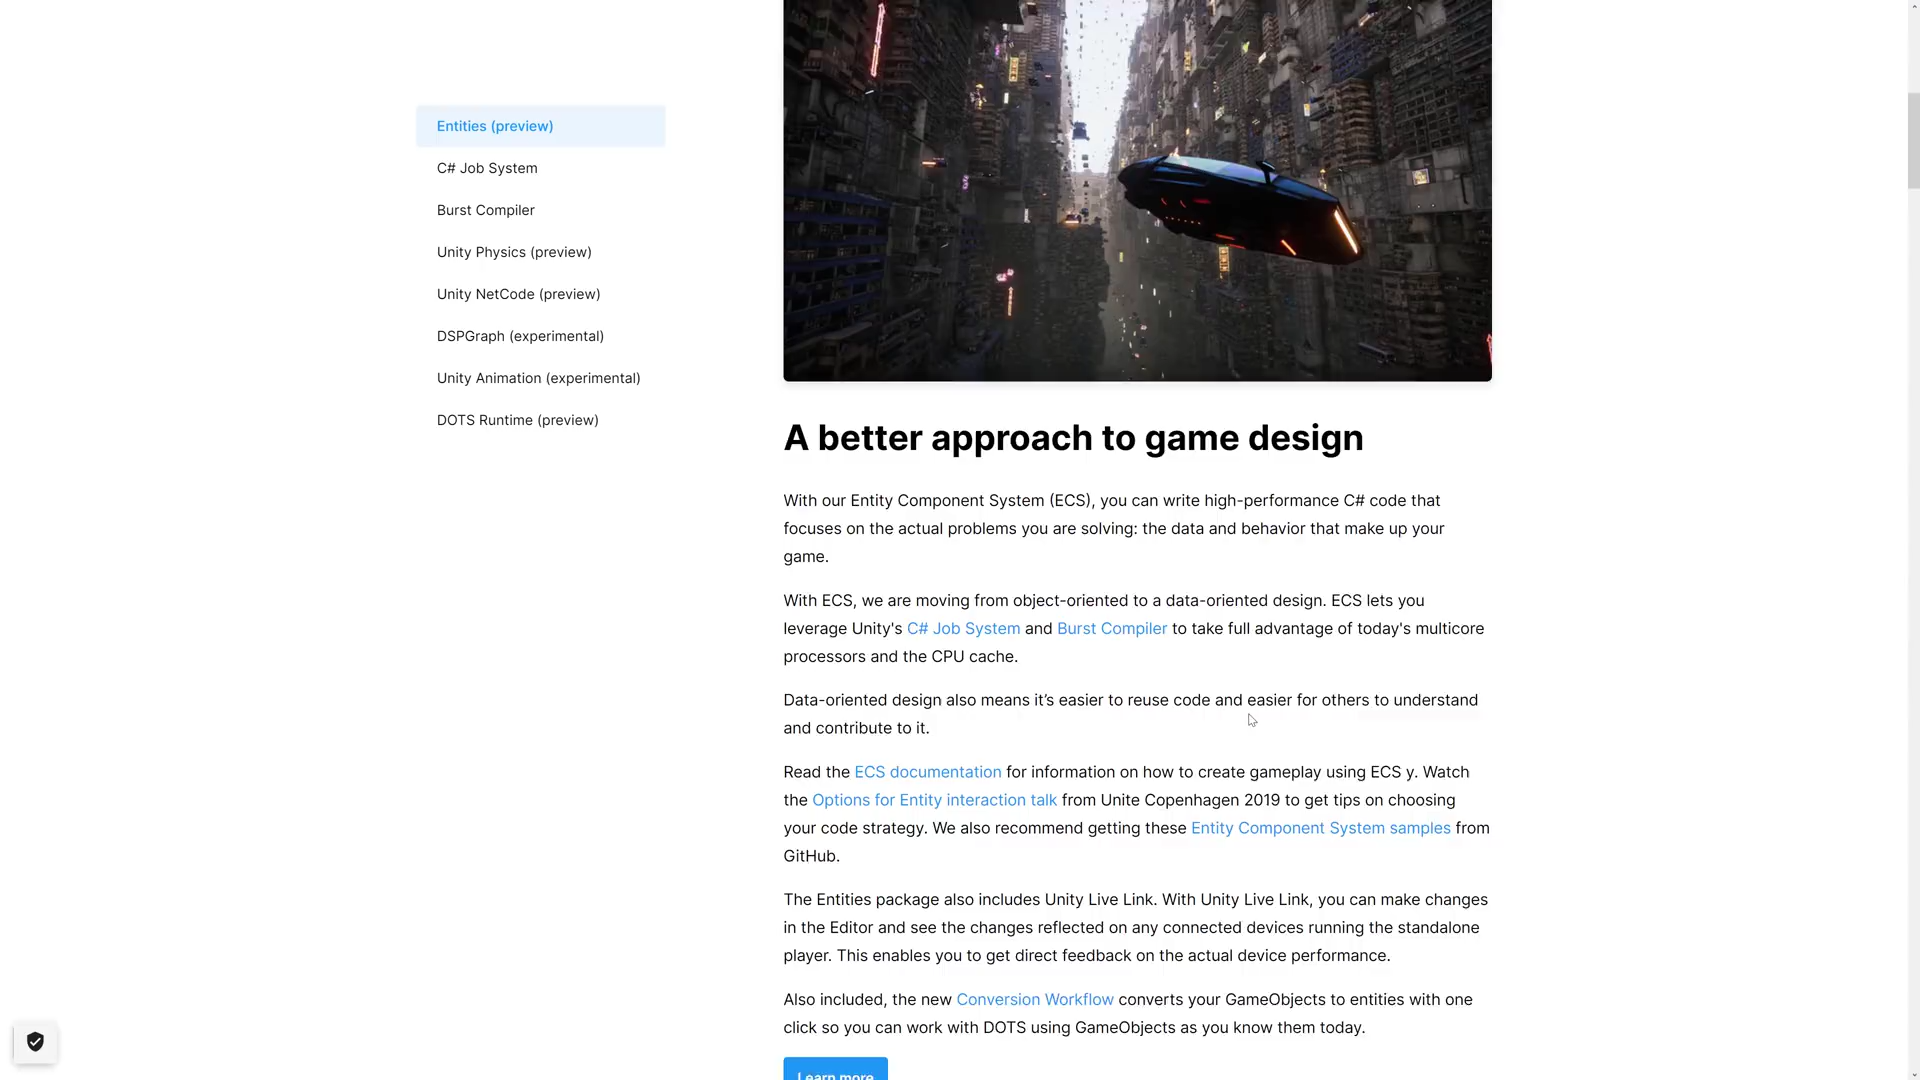 Entities (preview)
C# Job System
Burst Compiler
Unity Physics (preview)
Unity NetCode (preview)
DSPGraph (experimental)
Unity Animation (experimental)
DOTS Runtime (preview)
A better approach to game design
With our Entity Component System (ECS), you can write high-performance C# code that
focuses on the actual problems you are solving: the data and behavior that make up your
game.
With ECS, we are moving from object-oriented to a data-oriented design. ECS lets you
leverage Unity's C# Job System and Burst Compiler to take full advantage of today's multicore
processors and the CPU cache.
Data-oriented design also means it’s easier to reuse code and easier for others to understand
and contribute to it.
Read the ECS documentation for information on how to create gameplay using ECS y. Watch
the Options for Entity interaction talk from Unite Copenhagen 2019 to get tips on choosing
your code strategy. We also recommend getting these Entity Component System samples from
GitHub.
The Entities package also includes Unity Live Link. With Unity Live Link, you can make changes
in the Editor and see the changes reflected on any connected devices running the standalone
player. This enables you to get direct feedback on the actual device performance.
Also included, the new Conversion Workflow converts your GameObjects to entities with one
click so you can work with DOTS using GameObjects as you know them today.
Learn more